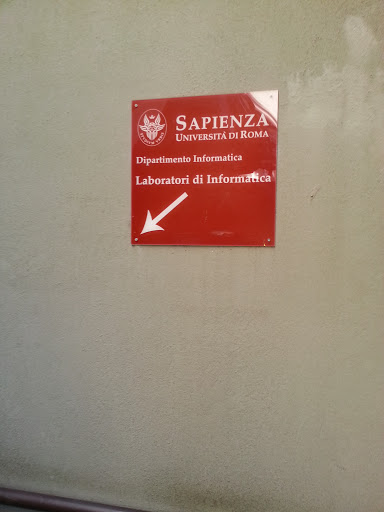 SAPIENZA
UNIVERSITÀ DI ROMA
Dipartimento Informatica
Laboratori di Informatica